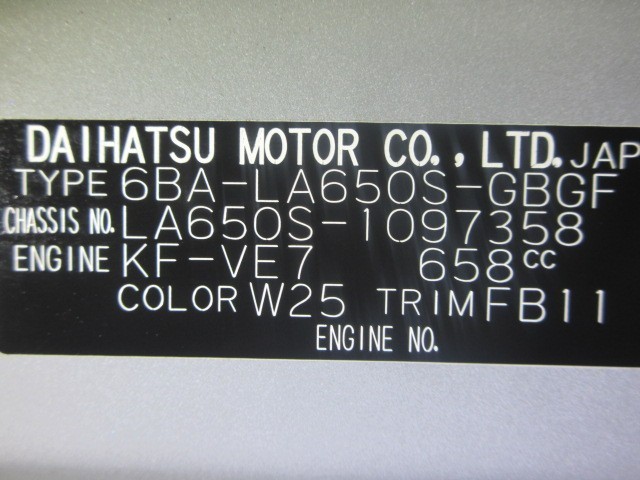 DAIHATSU MOTOR CO., LTD. JAP
TYPE 6BA-LA650S-GBGF
CHASSIS NO. LA650S-1097358
ENGINE KF-VE7 658cc
COLOR W25 TRIM FB11
ENGINE NO.